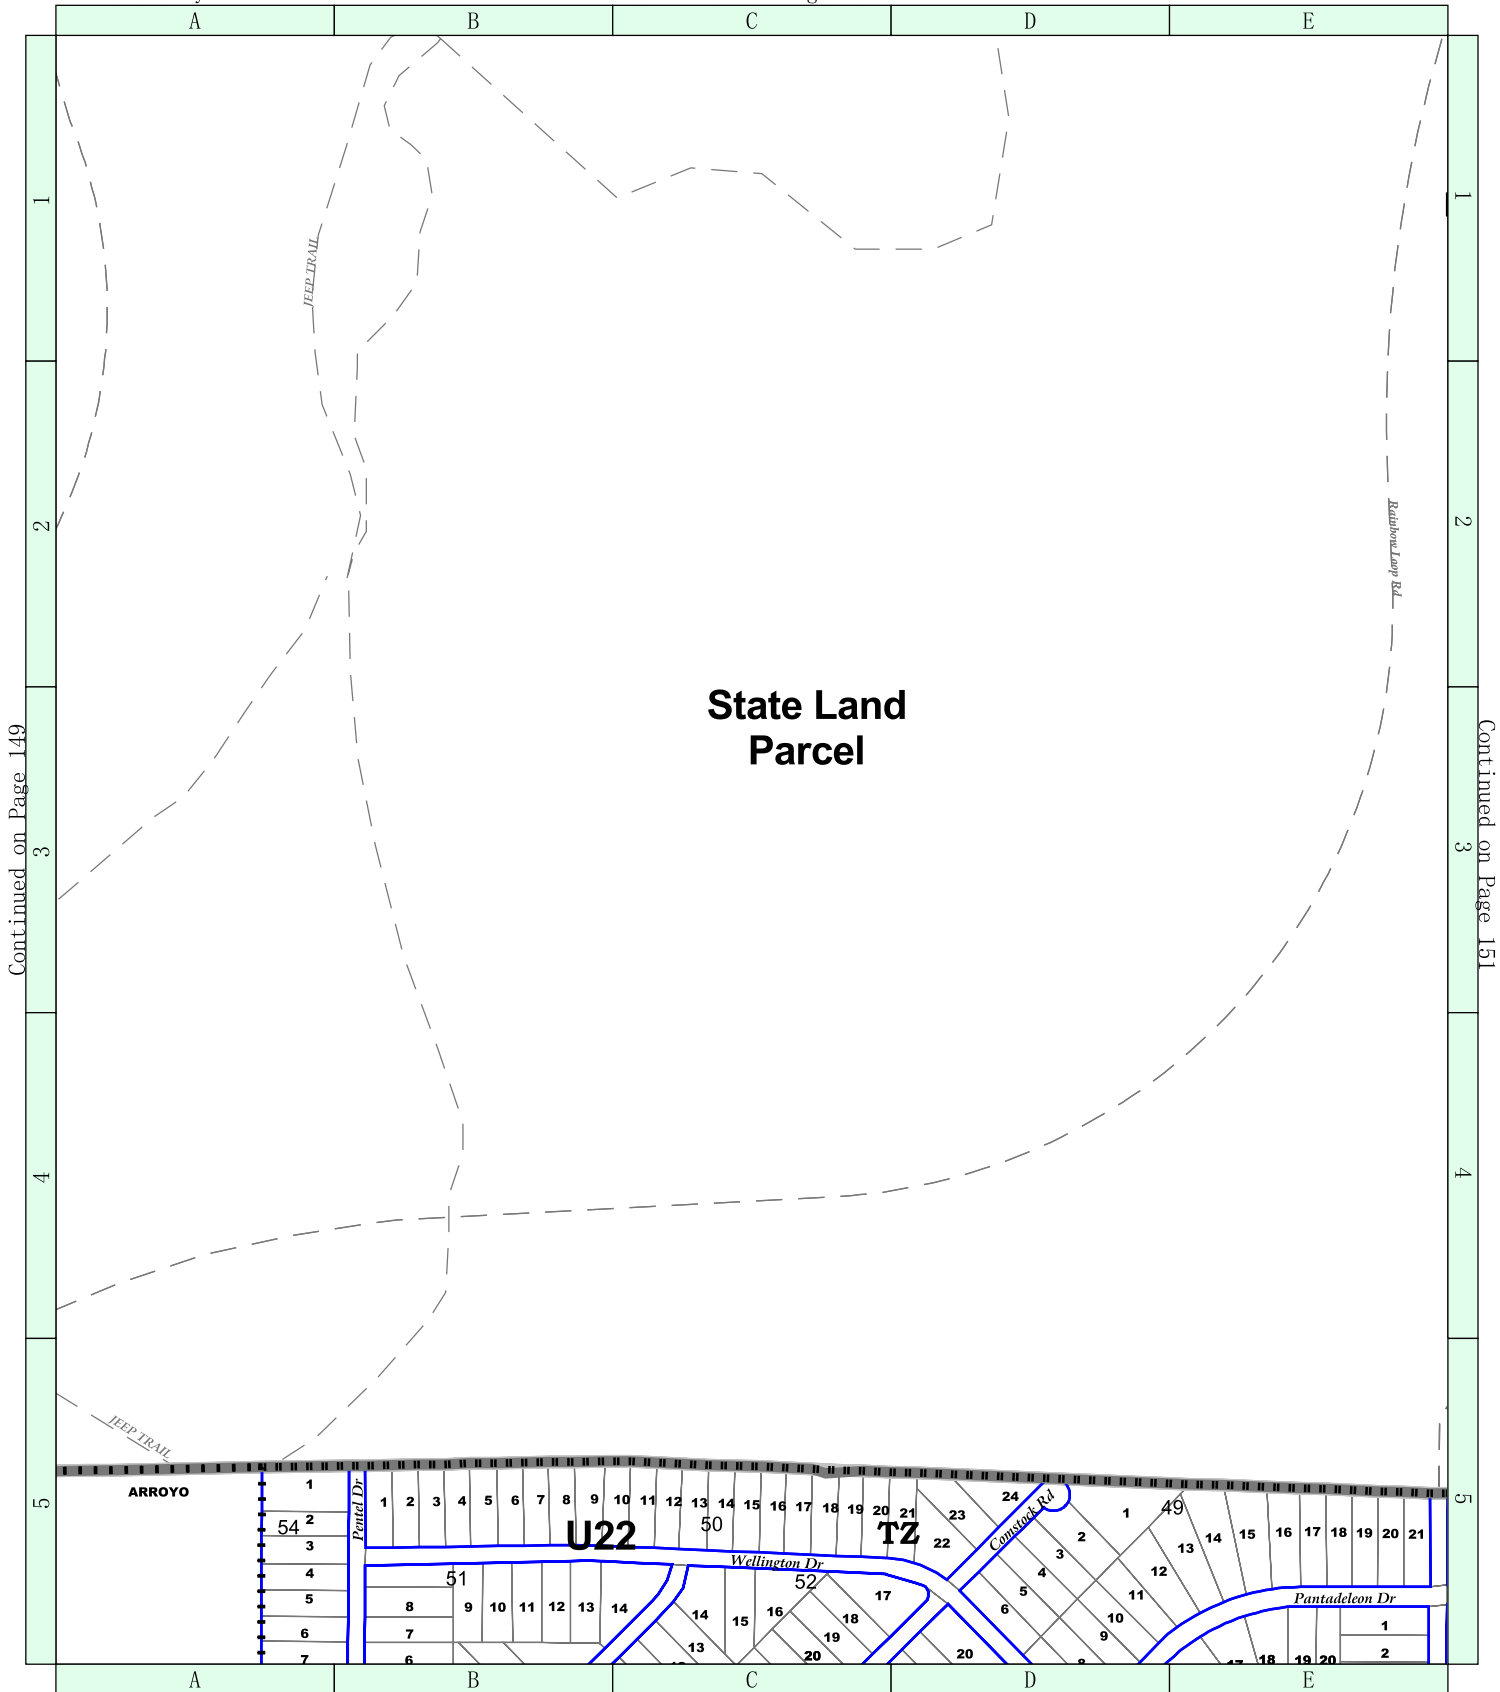 A B C D E
1 1
JEEP TRAIL
2 2
Rainbow Loop Rd
State Land
Parcel
Continued on Page 149
Continued on Page 151
3 3
4 4
JEEP TRAIL
5 5
ARROYO
54
1
2
3
4
5
6
7
Pentel Dr
1 2 3 4 5 6 7 8 9 10 11 12 13 14 15 16 17 18 19 20 21
22
23
24
50
U22
TZ
Wellington Dr
Comstock Rd
51
8
7
6
9 10 11 12 13 14
52
14
13
15
16
17
18
19
20
20
49
1
2
3
4
5
6
8
9
10
11
12
13 14 15 16 17 18 19 20 21
Pantadeleon Dr
17 18 19 20
1
2
A B C D E